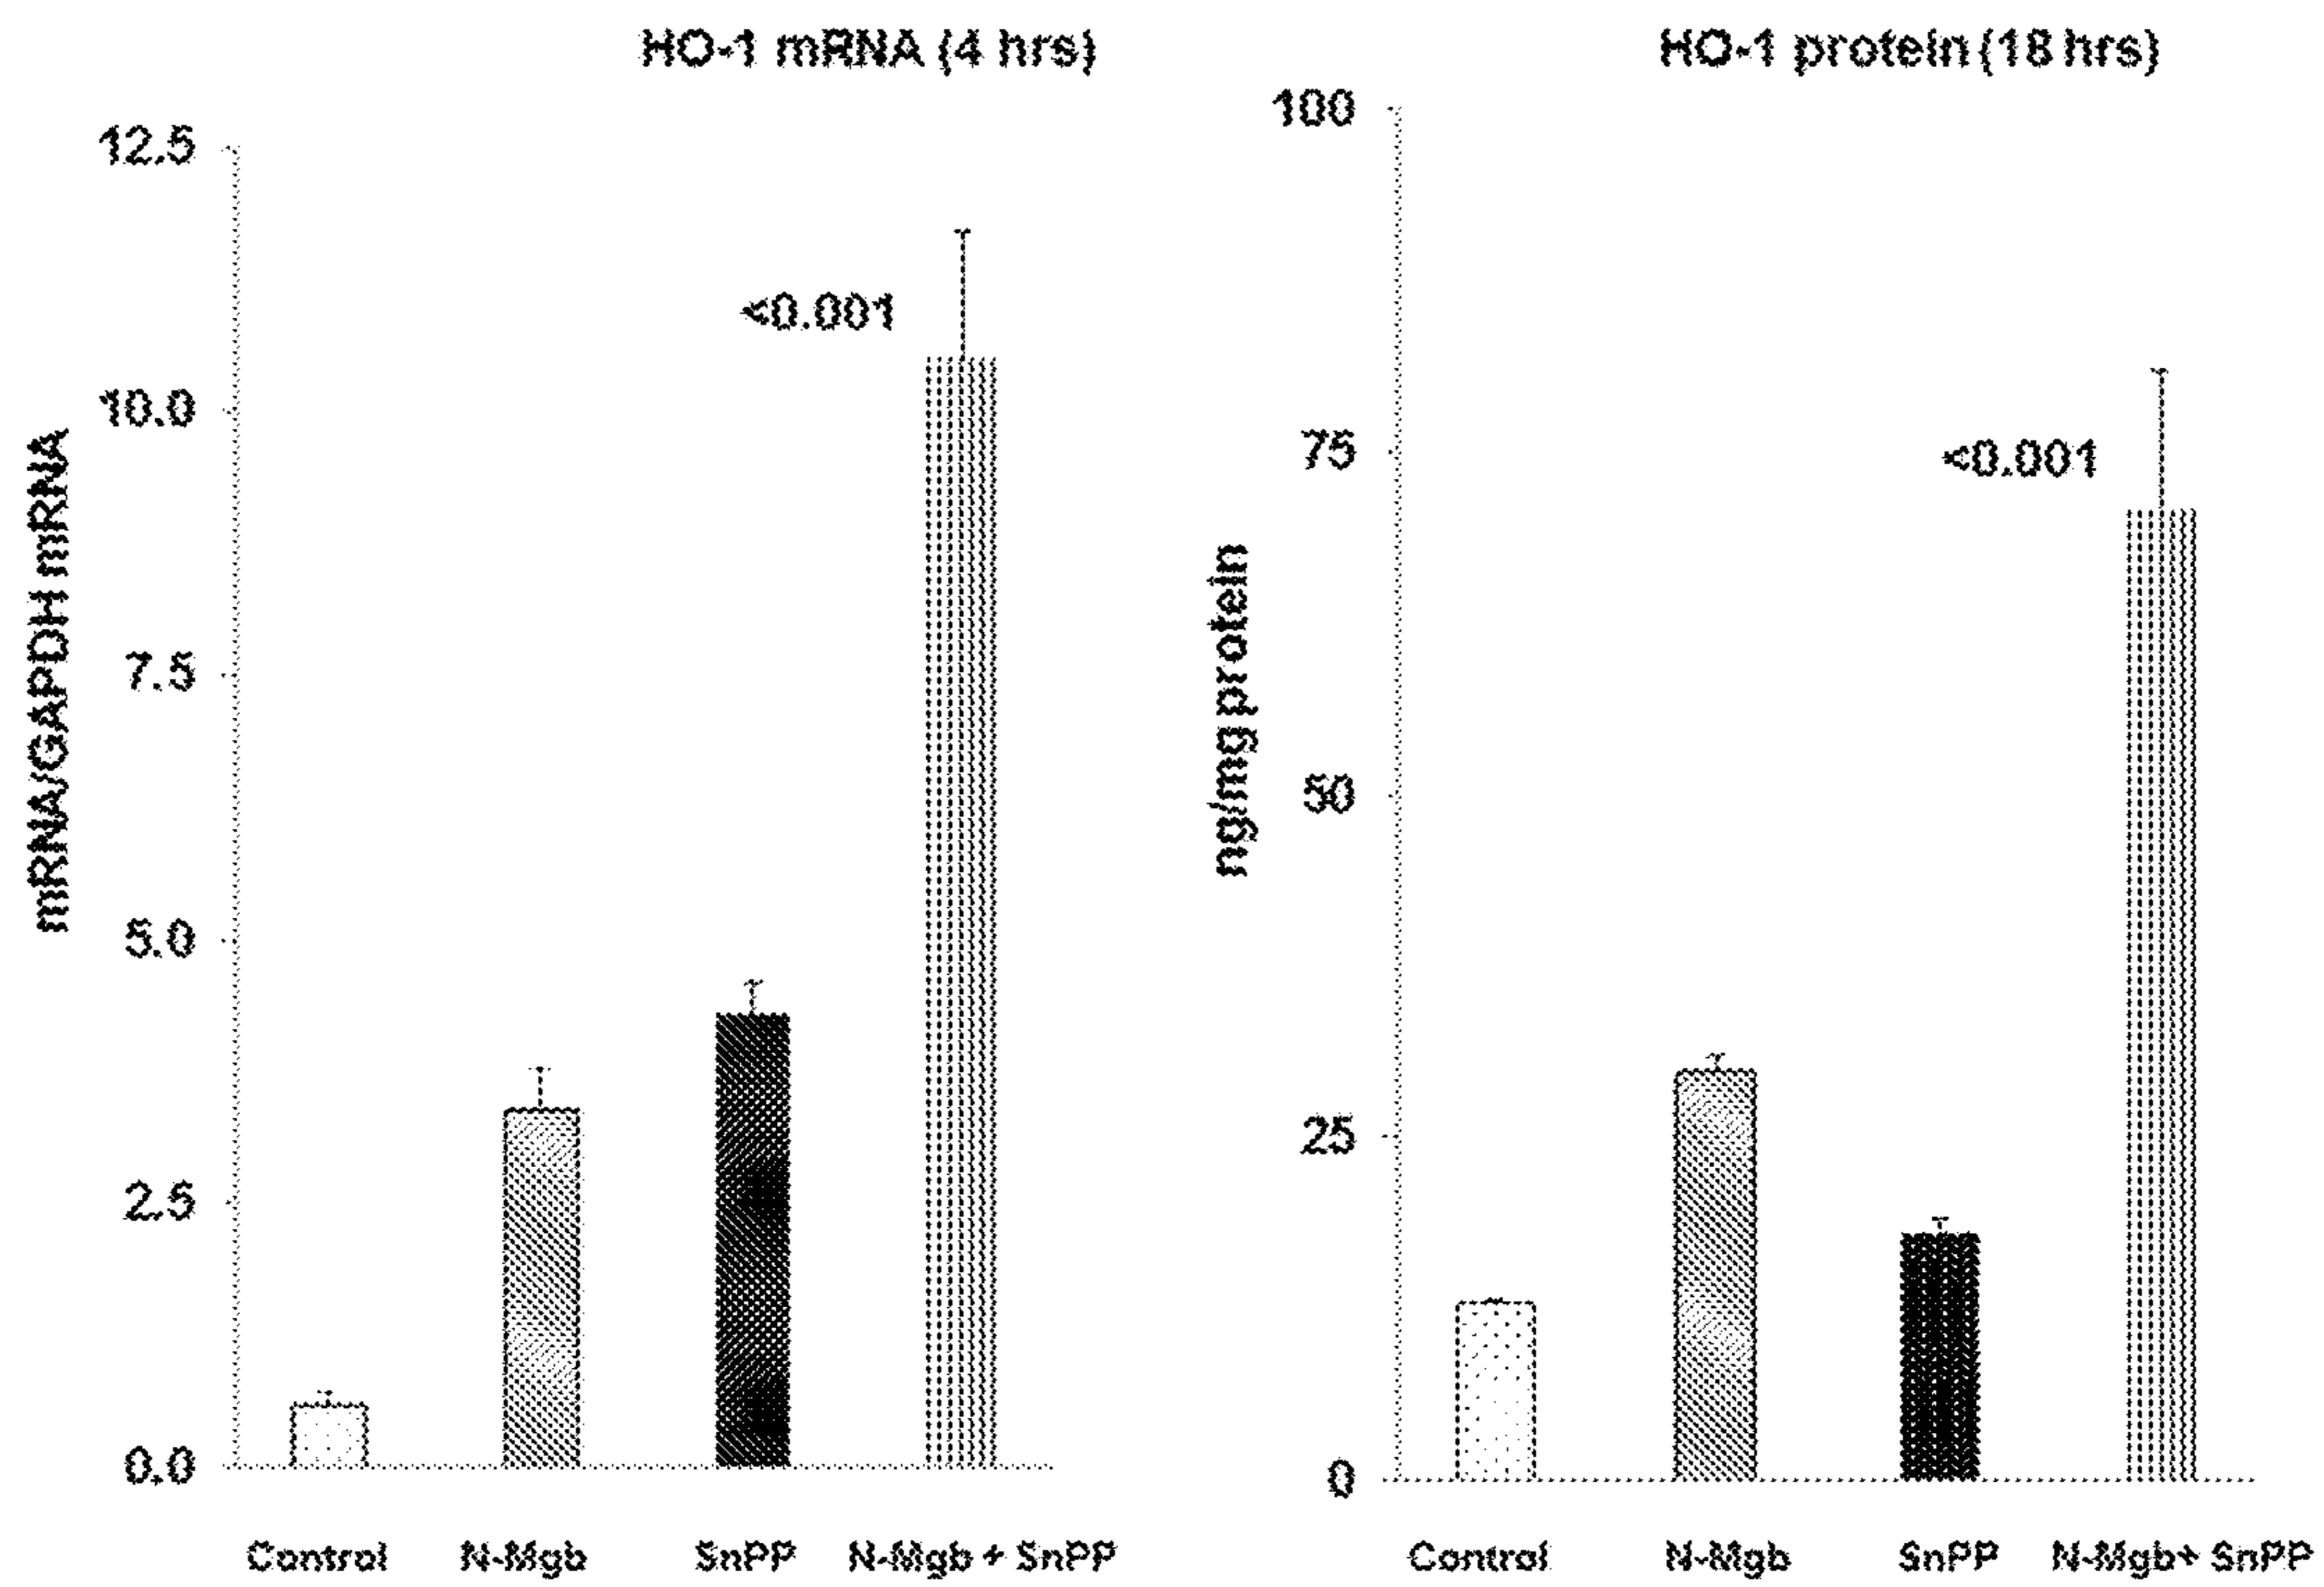 HO-1 mRNA (4 hrs)
mRNA/GAPDH mRNA
12.5
10.0
7.5
5.0
2.5
0.0
<0.001
Control N-Mgb SnPP N-Mgb + SnPP
HO-1 protein (18 hrs)
ng/mg protein
100
75
50
25
0
<0.001
Control N-Mgb SnPP N-Mgb+ SnPP